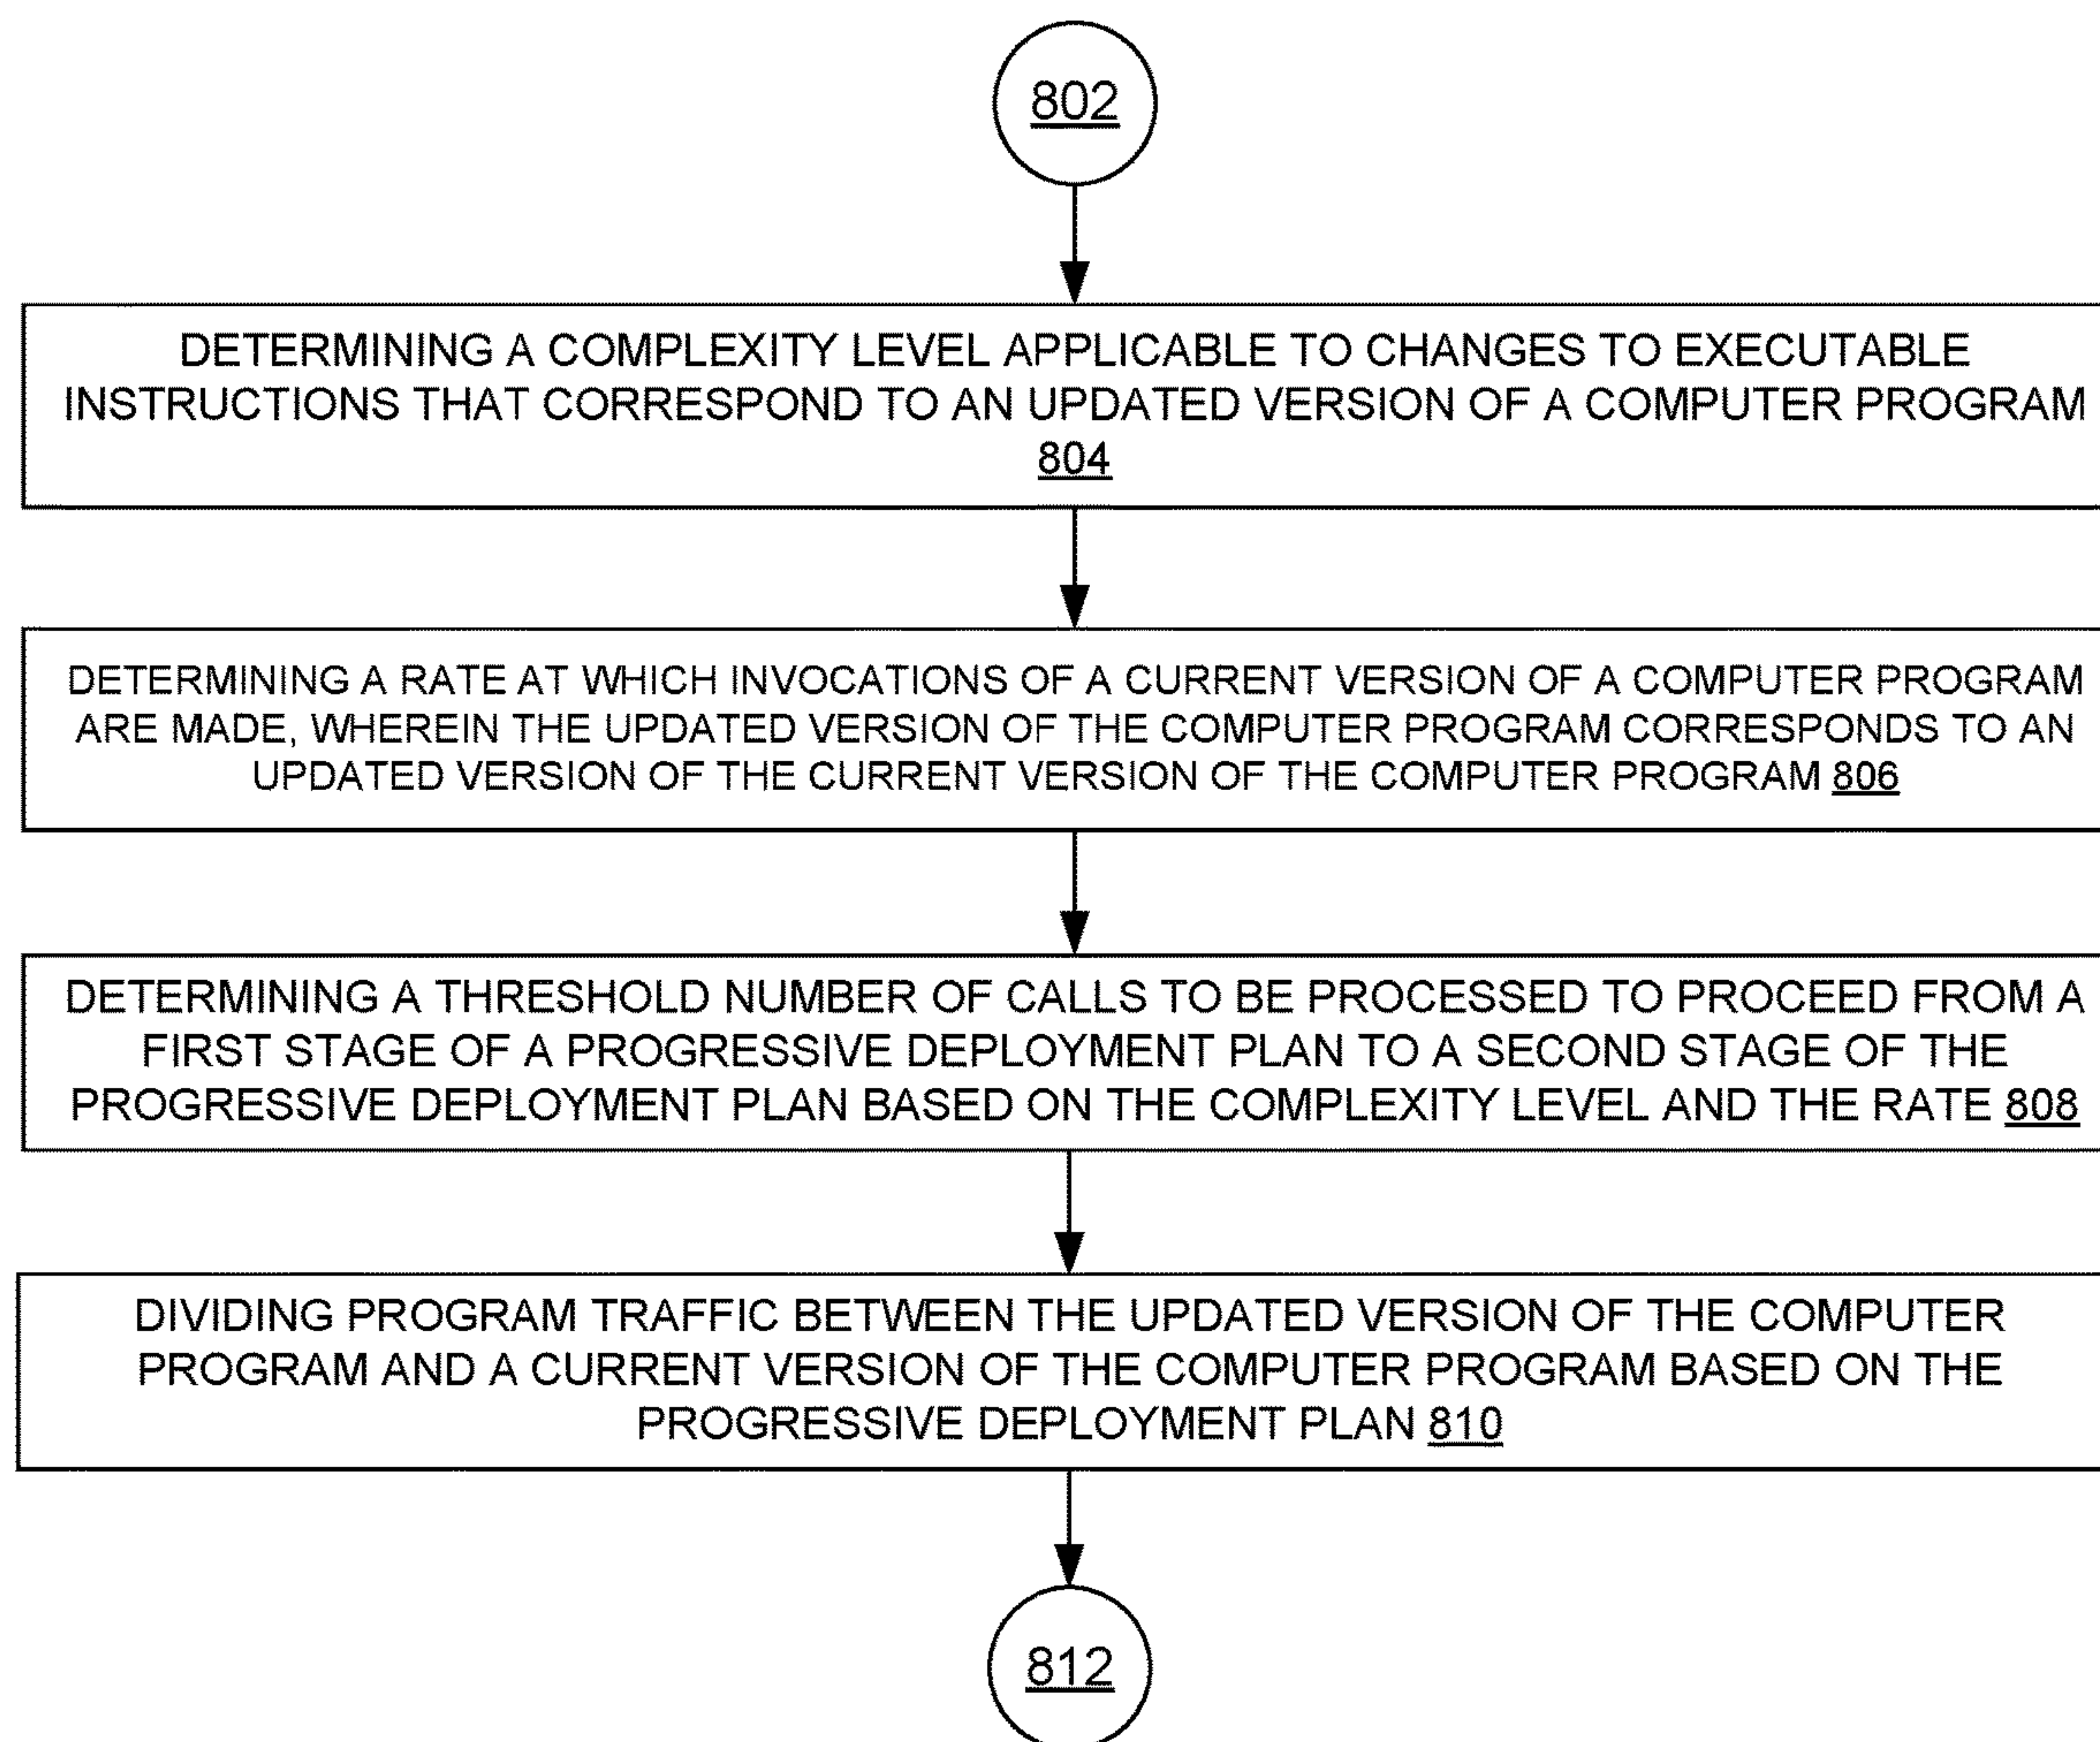 802
DETERMINING A COMPLEXITY LEVEL APPLICABLE TO CHANGES TO EXECUTABLE
INSTRUCTIONS THAT CORRESPOND TO AN UPDATED VERSION OF A COMPUTER PROGRAM
804
DETERMINING A RATE AT WHICH INVOCATIONS OF A CURRENT VERSION OF A COMPUTER PROGRAM
ARE MADE, WHEREIN THE UPDATED VERSION OF THE COMPUTER PROGRAM CORRESPONDS TO AN
UPDATED VERSION OF THE CURRENT VERSION OF THE COMPUTER PROGRAM 806
DETERMINING A THRESHOLD NUMBER OF CALLS TO BE PROCESSED TO PROCEED FROM A
FIRST STAGE OF A PROGRESSIVE DEPLOYMENT PLAN TO A SECOND STAGE OF THE
PROGRESSIVE DEPLOYMENT PLAN BASED ON THE COMPLEXITY LEVEL AND THE RATE 808
DIVIDING PROGRAM TRAFFIC BETWEEN THE UPDATED VERSION OF THE COMPUTER
PROGRAM AND A CURRENT VERSION OF THE COMPUTER PROGRAM BASED ON THE
PROGRESSIVE DEPLOYMENT PLAN 810
812